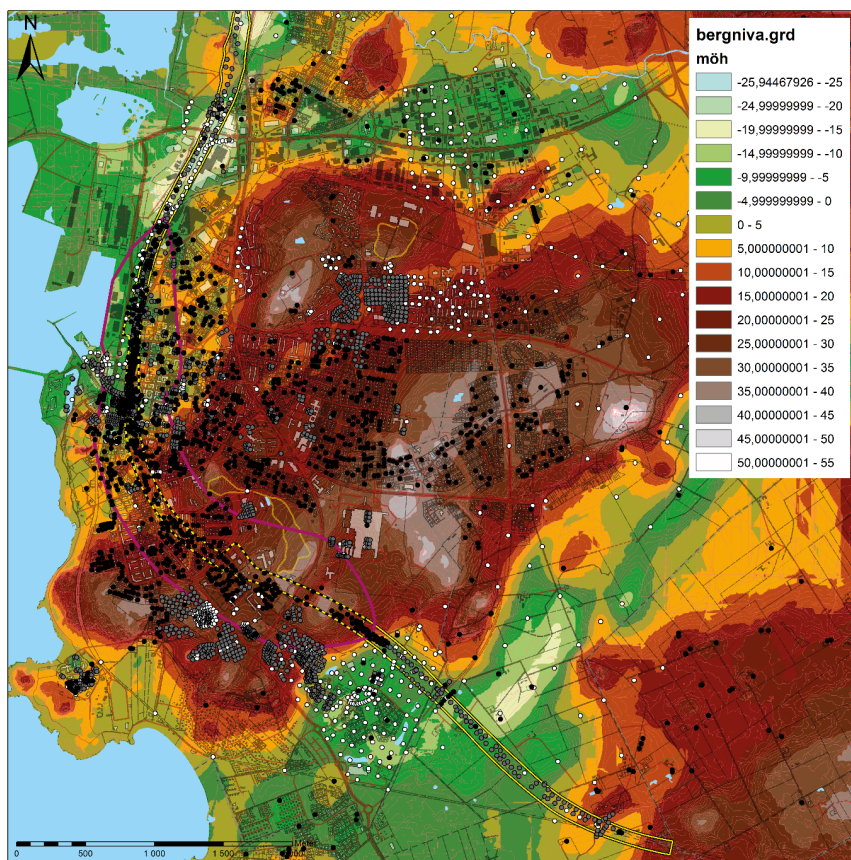 N
bergniva.grd
möh
-25,94467926 - -25
-24,99999999 - -20
-19,99999999 - -15
-14,99999999 - -10
-9,99999999 - -5
-4,999999999 - 0
0 - 5
5,000000001 - 10
10,00000001 - 15
15,00000001 - 20
20,00000001 - 25
25,00000001 - 30
30,00000001 - 35
35,00000001 - 40
40,00000001 - 45
45,00000001 - 50
50,00000001 - 55
0 500 1 000 1 500